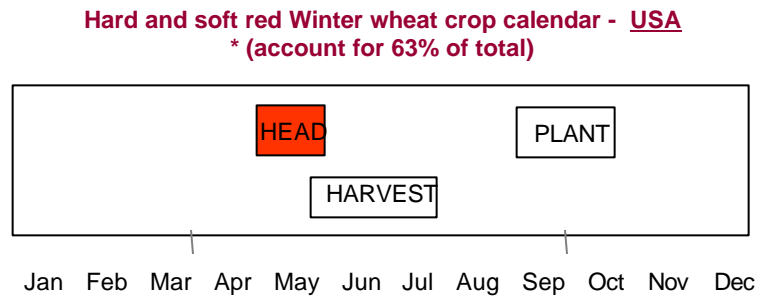 Hard and soft red Winter wheat crop calendar - USA
* (account for 63% of total)
HEAD PLANT
HARVEST
Jan Feb Mar Apr May Jun Jul Aug Sep Oct Nov Dec